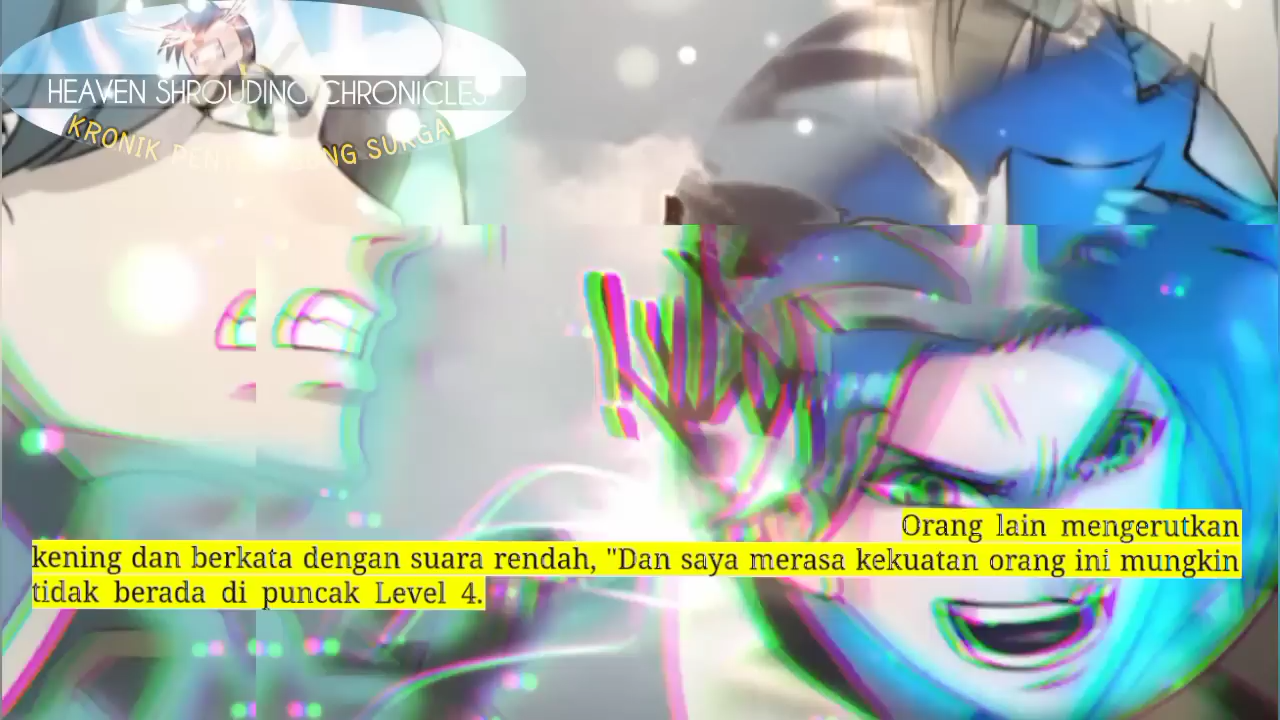 HEAVEN SHROUDING CHRONICLES
KRONIK SURGA
Orang lain mengerutkan
kening dan berkata dengan suara rendah, "Dan saya merasa kekuatan orang ini mungkin
tidak berada di puncak Level 4.